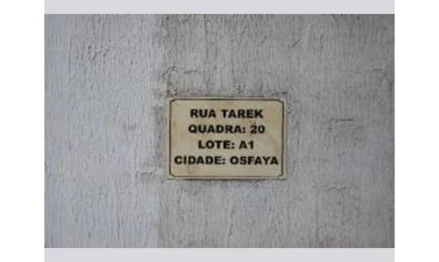 RUA TAREK
QUADRA: 20
LOTE: A1
CIDADE: OSFAYA